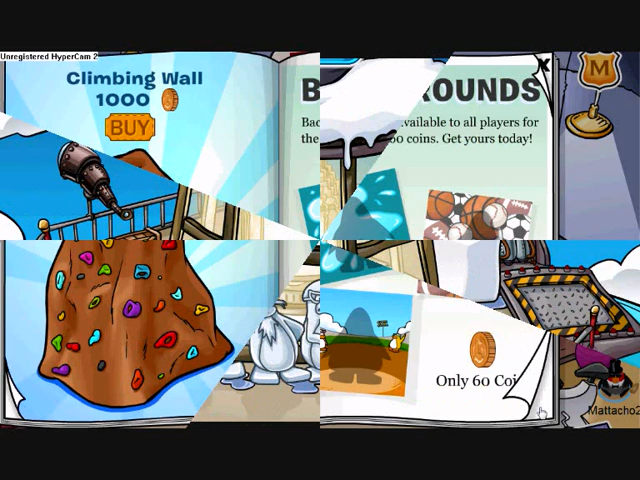 Unregistered HyperCam 2
Climbing Wall
1000
BUY
B ROUNDS
Bac vailable to all players for
the 60 coins. Get yours today!
M
Only 60 Coi
Mattacho2